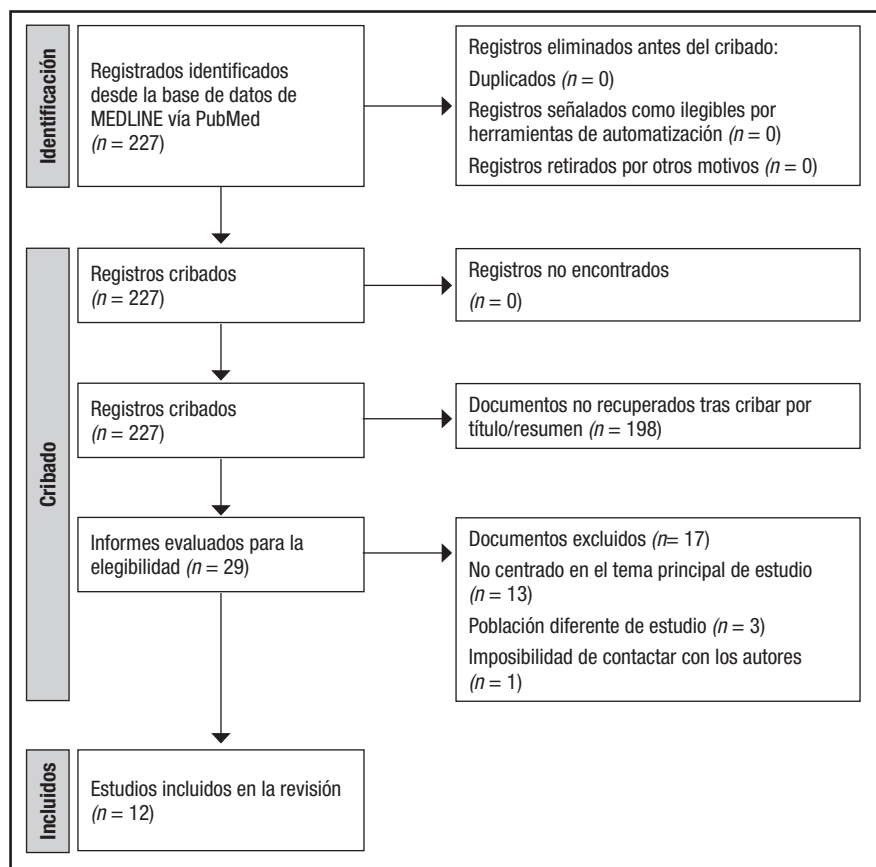 Identificación
Registrados identificados
desde la base de datos de
MEDLINE vía PubMed
(n = 227)
Registros eliminados antes del cribado:
Duplicados (n = 0)
Registros señalados como ilegibles por
herramientas de automatización (n = 0)
Registros retirados por otros motivos (n = 0)
Cribado
Registros cribados
(n = 227)
Registros no encontrados
(n = 0)
Registros cribados
(n = 227)
Documentos no recuperados tras cribar por
título/resumen (n = 198)
Informes evaluados para la
elegibilidad (n = 29)
Documentos excluidos (n= 17)
No centrado en el tema principal de estudio
(n = 13)
Población diferente de estudio (n = 3)
Imposibilidad de contactar con los autores
(n = 1)
Incluidos
Estudios incluidos en la revisión
(n = 12)